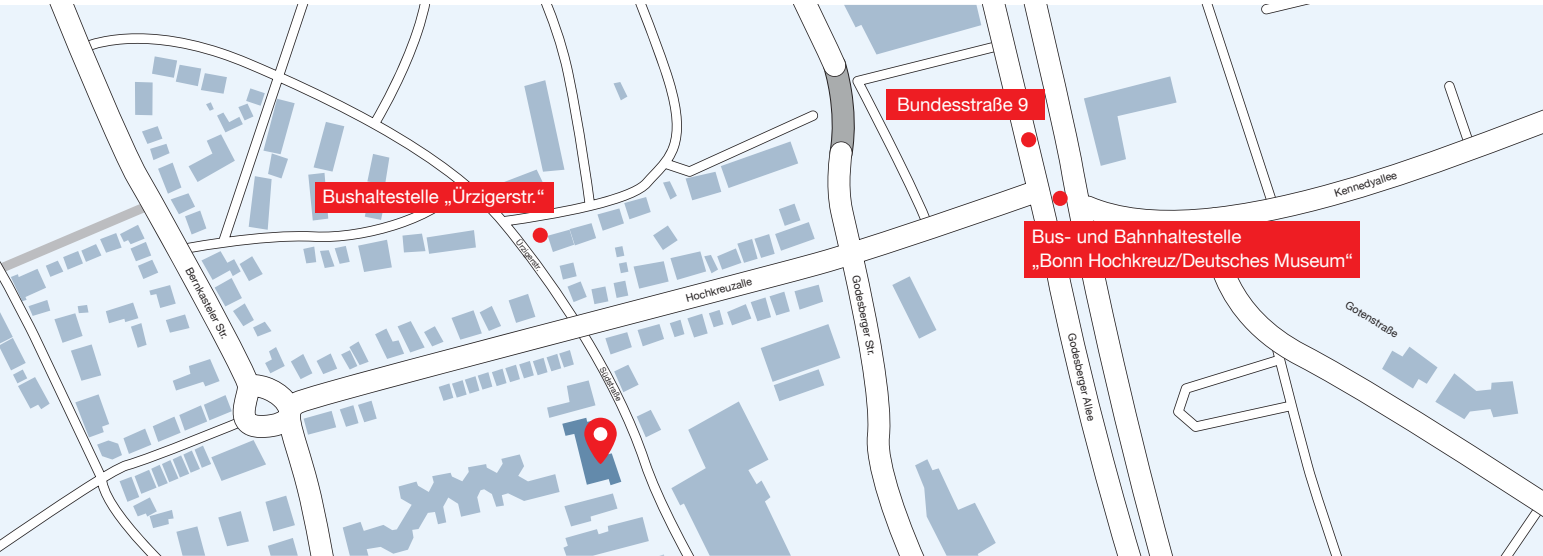 Bundesstraße 9
Kennedyallee
Bushaltestelle „Ürzigerstr.“
Bus- und Bahnhaltestelle
„Bonn Hochkreuz/Deutsches Museum“
Ürzigerstr.
Bernkasteler Str.
Hochkreuzalle
Godesberger Str.
Gotenstraße
Godesberger Allee
Südstraße